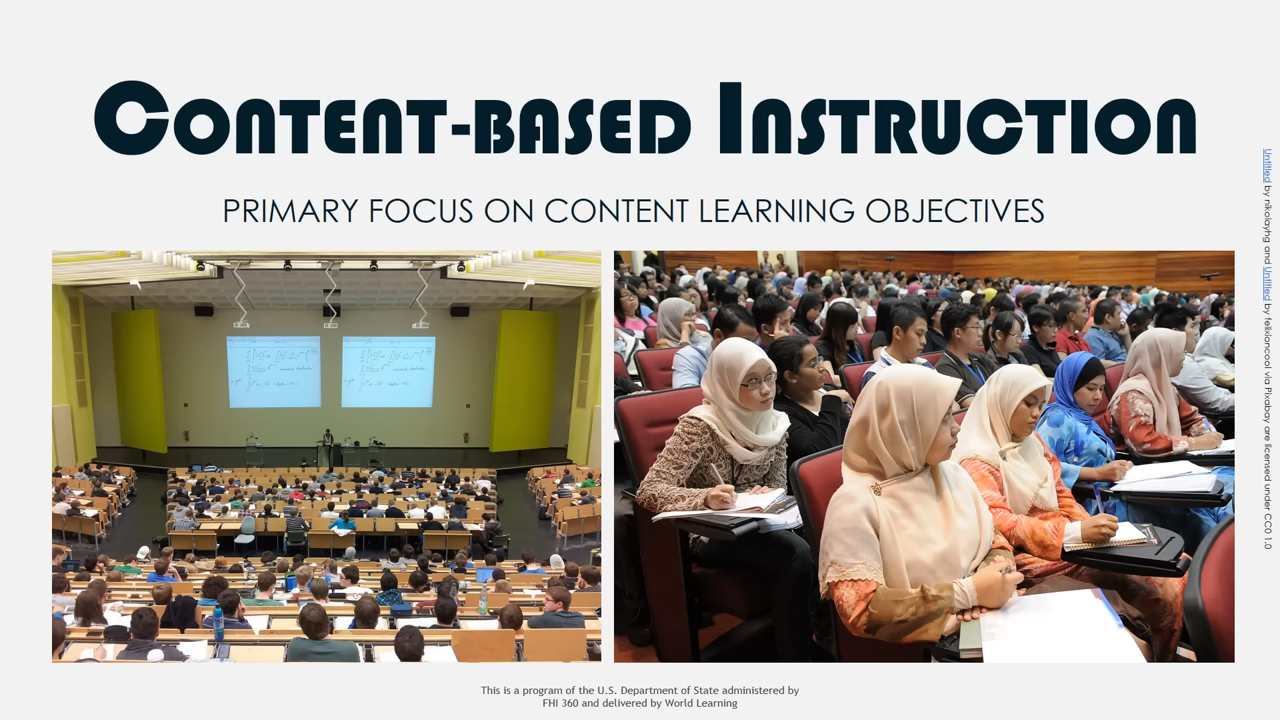 CONTENT-BASED INSTRUCTION
PRIMARY FOCUS ON CONTENT LEARNING OBJECTIVES
Untitled by nikolayhg and Untitled by felixioncool via Pixabay are licensed under CC0 1.0
This is a program of the U.S. Department of State administered by
FHI 360 and delivered by World Learning